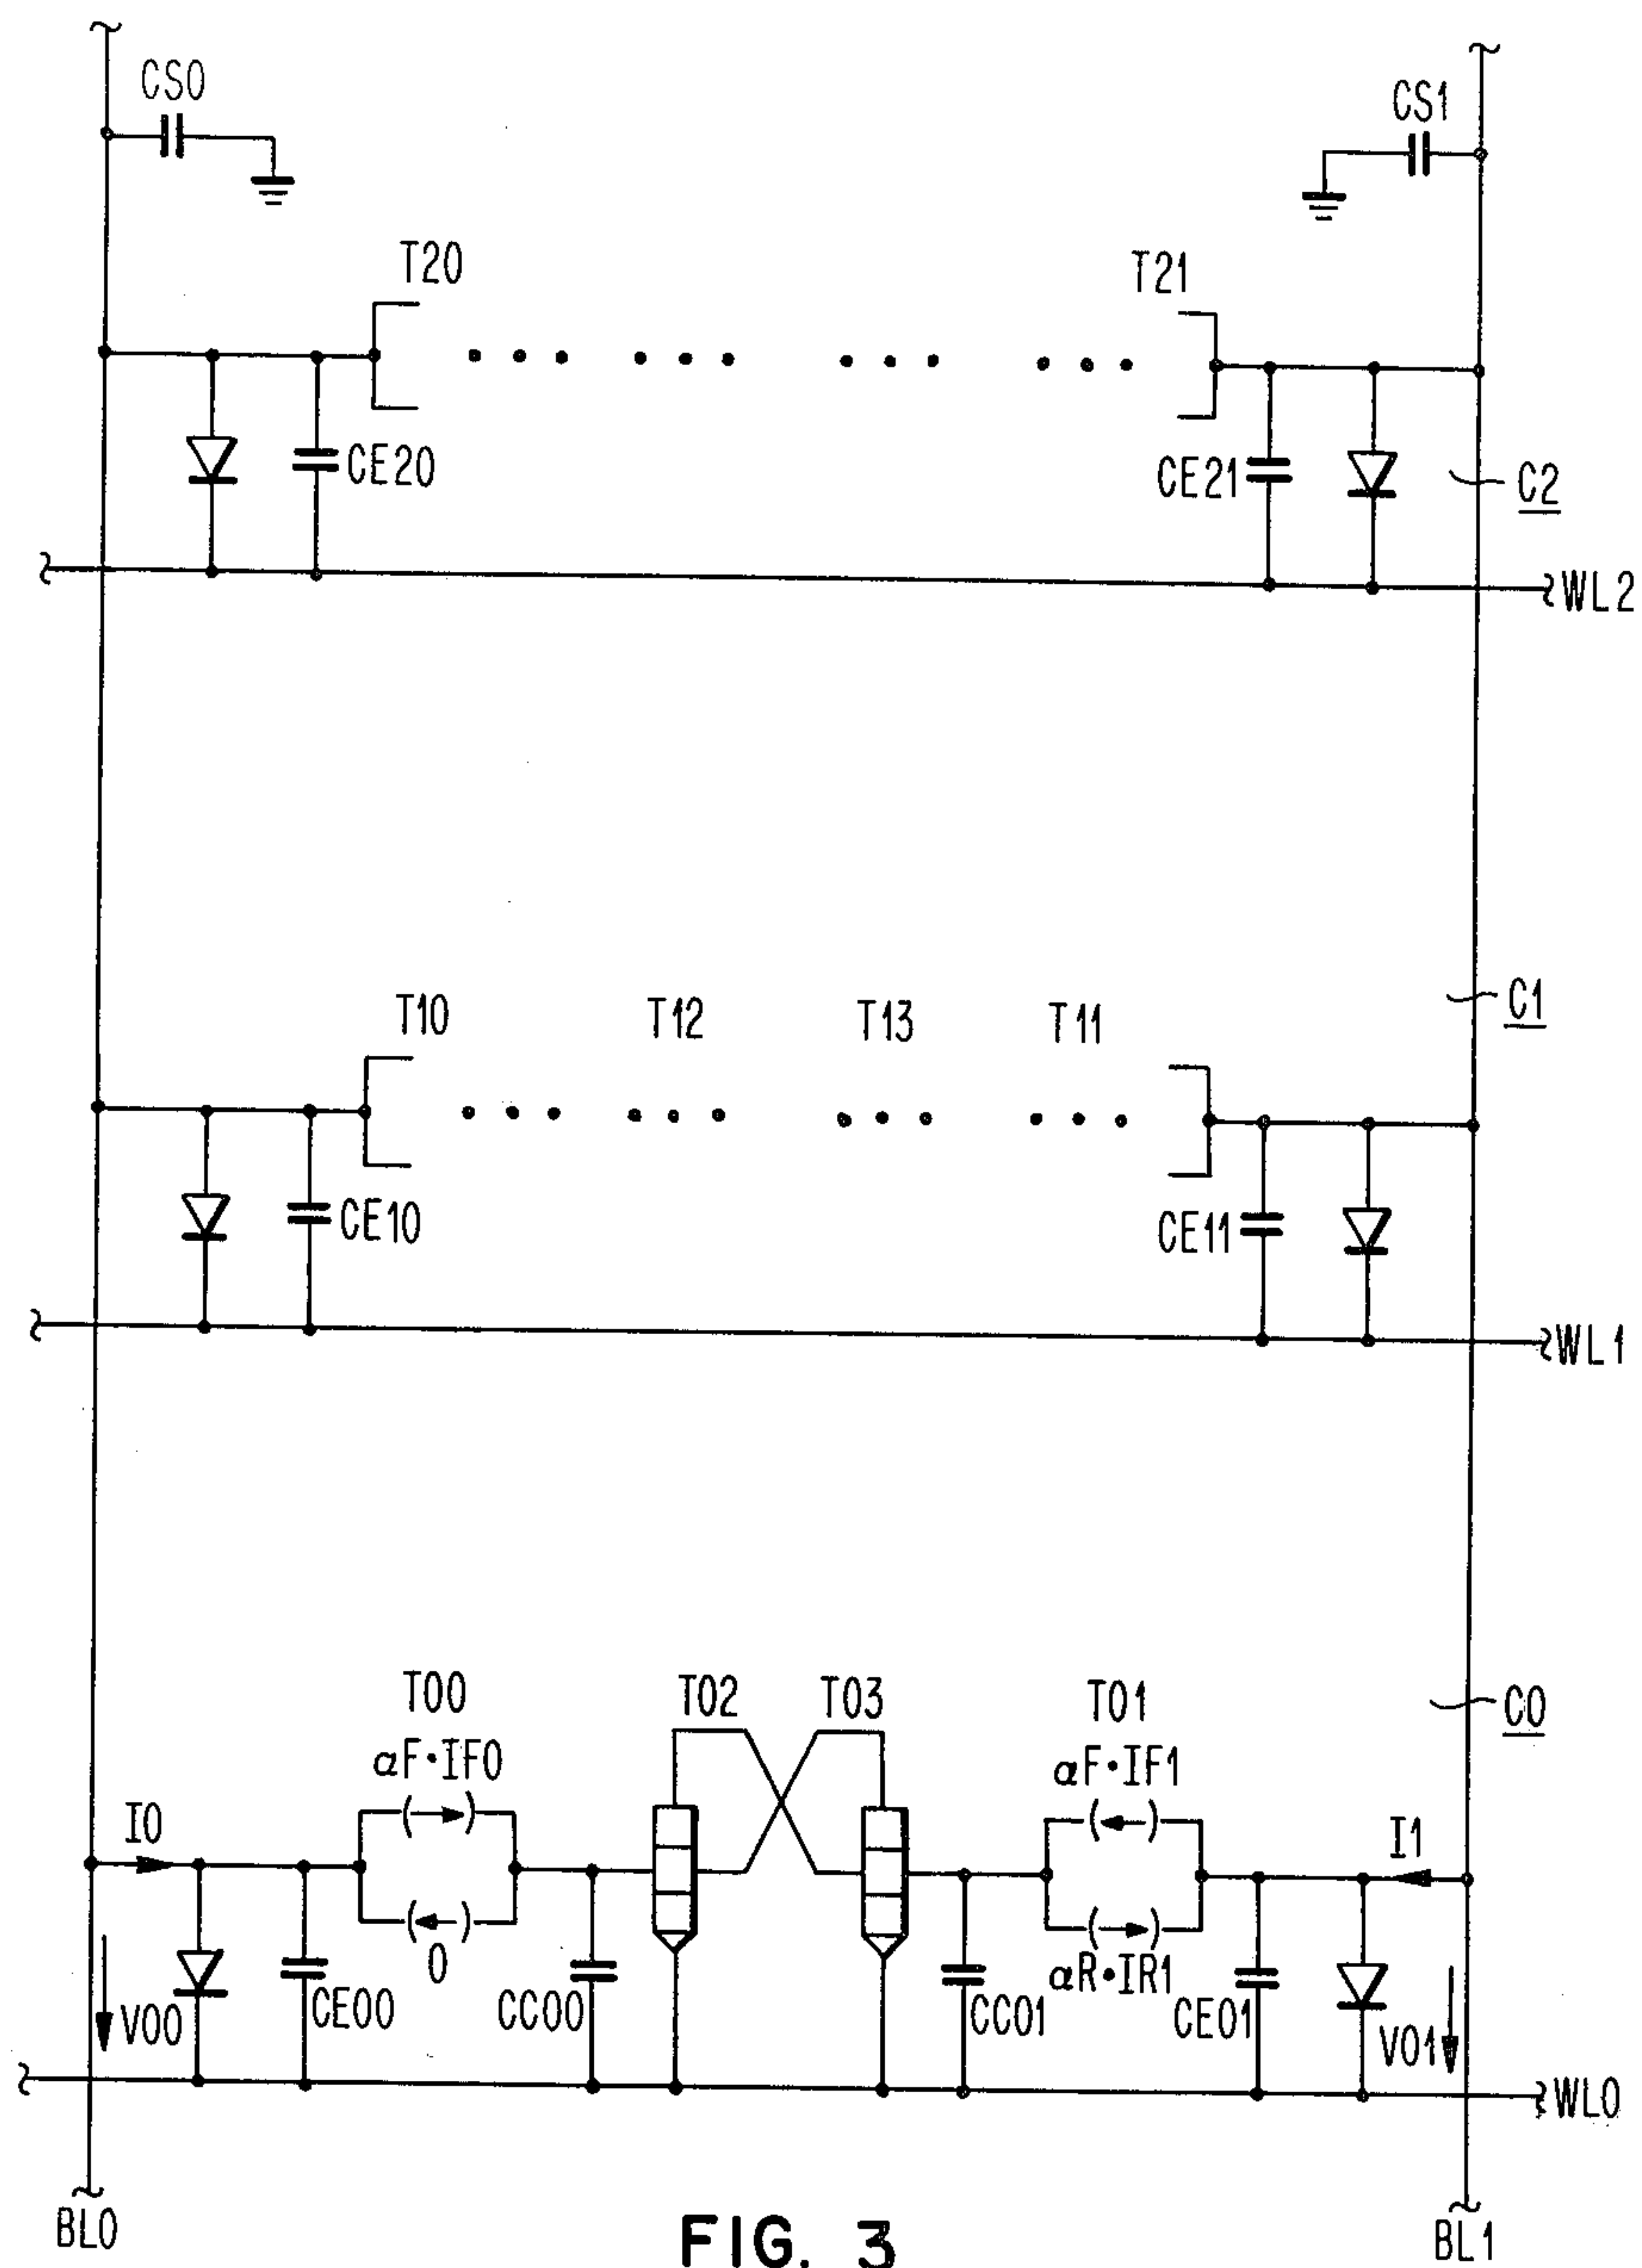 CS0
CS1
T20
T21
CE20
CE21
C2
WL2
C1
T10 T12 T13 T11
CE10
CE11
WL1
T00 T02 T03 T01
C0
αF•IF0
αF•IF1
I0
I1
0
αR•IR1
V00
CE00
CC00
CC01
CE01
V01
WL0
BL0
BL1
FIG. 3